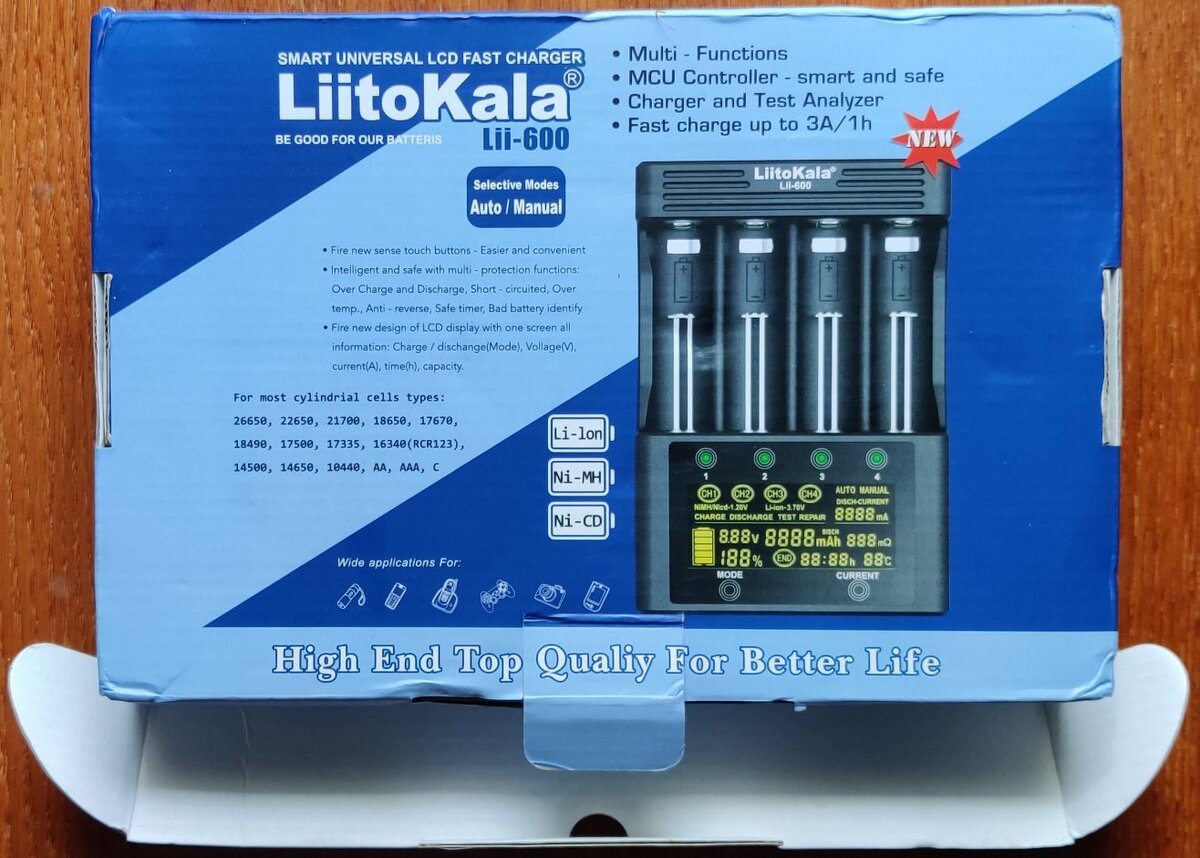 SMART UNIVERSAL LCD FAST CHARGER
LiitoKala®
BE GOOD FOR OUR BATTERIS
Lii-600
Selective Modes
Auto / Manual
• Multi - Functions
• MCU Controller - smart and safe
• Charger and Test Analyzer
• Fast charge up to 3A/1h
NEW
• Fire new sense touch buttons - Easier and convenient
• Intelligent and safe with multi - protection functions:
Over Charge and Discharge, Short - circuited, Over
temp., Anti - reverse, Safe timer, Bad battery identify
• Fire new design of LCD display with one screen all
information: Charge / dischange(Mode), Vollage(V),
current(A), time(h), capacity.
For most cylindrial cells types:
26650, 22650, 21700, 18650, 17670,
18490, 17500, 17335, 16340(RCR123),
14500, 14650, 10440, AA, AAA, C
Li-lon
Ni-MH
Ni-CD
Wide applications For:
LiitoKala®
Lii-600
1 2 3 4
CH1 CH2 CH3 CH4 AUTO MANUAL
NiMH/Nicd-1.20V Li-ion-3.70V DISCH-CURRENT
CHARGE DISCHARGE TEST REPAIR 8888mA
8.88V 8888mAh DISCH 888mΩ
188% END 88:88h 88℃
MODE CURRENT
High End Top Qualiy For Better Life